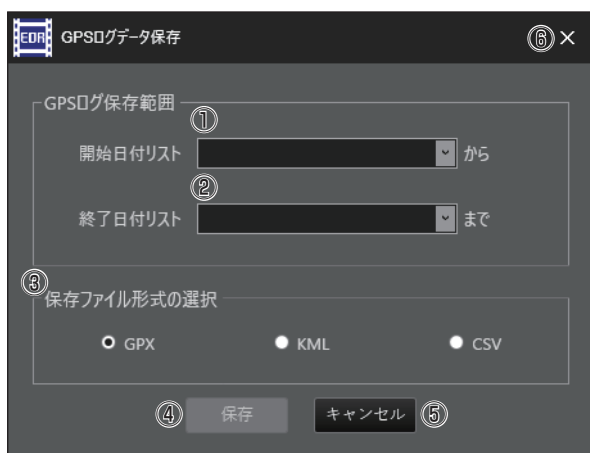 EDR GPSログデータ保存 ⑥ ×
GPSログ保存範囲
①
開始日付リスト から
②
終了日付リスト まで
③
保存ファイル形式の選択
GPX KML CSV
④ 保存 キャンセル ⑤